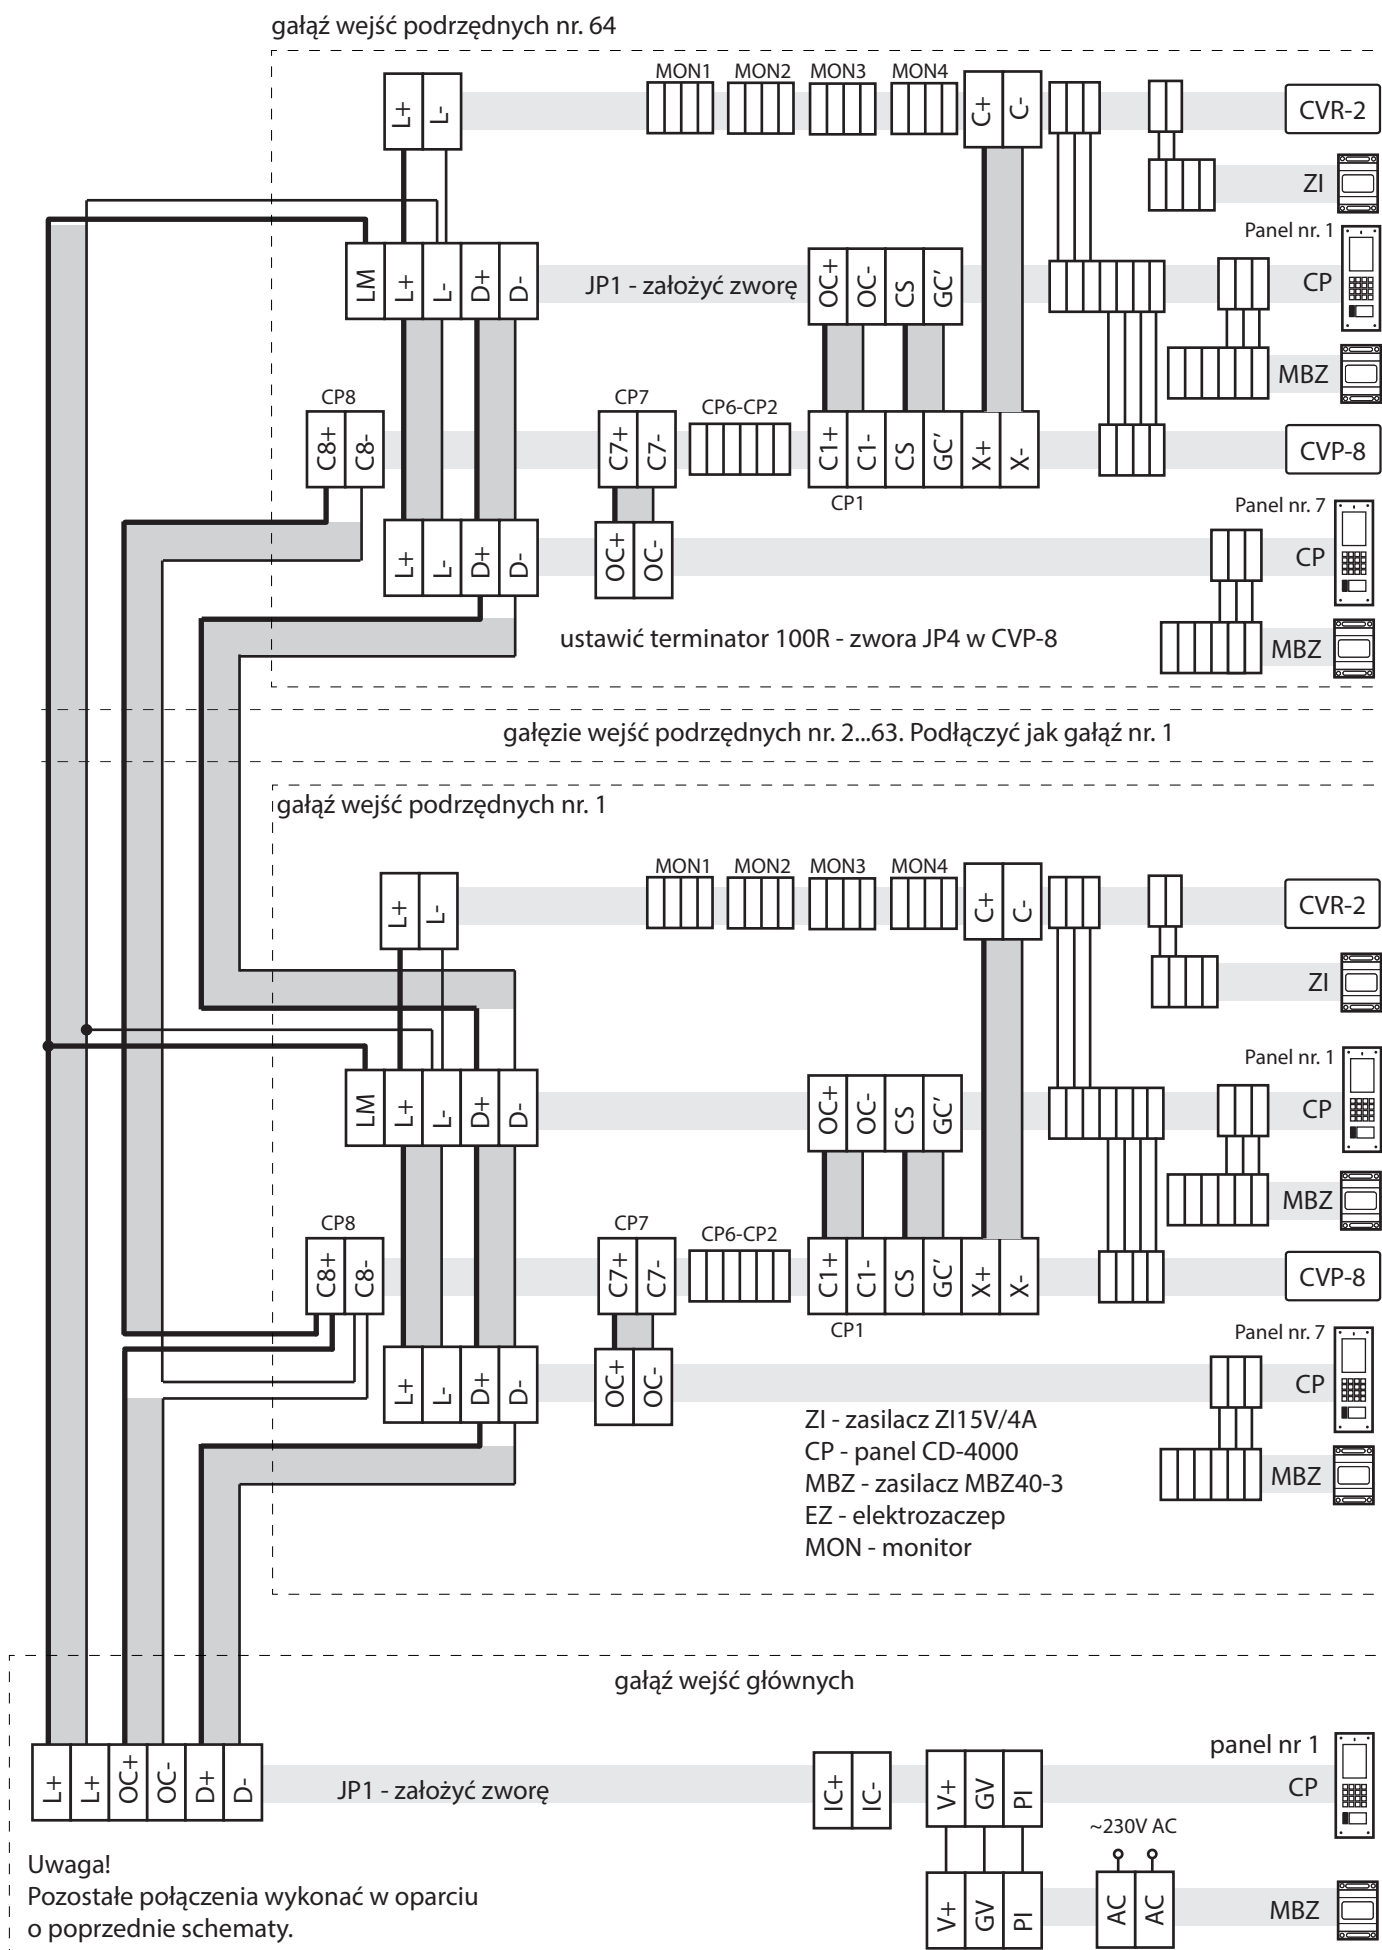 gałąź wejść podrzędnych nr. 64
MON1 MON2 MON3 MON4
L+ L- C+ C- CVR-2
ZI
Panel nr. 1
LM L+ L- D+ D- JP1 - założyć zworę OC+ OC- CS GC' CP
MBZ
CP8 CP7 CP6-CP2
C8+ C8- C7+ C7- C1+ C1- CS GC' X+ X- CVP-8
CP1
Panel nr. 7
L+ L- D+ D- OC+ OC- CP
ustawić terminator 100R - zwora JP4 w CVP-8
MBZ
gałęzie wejść podrzędnych nr. 2...63. Podłączyć jak gałąź nr. 1
gałąź wejść podrzędnych nr. 1
MON1 MON2 MON3 MON4
L+ L- C+ C- CVR-2
ZI
Panel nr. 1
LM L+ L- D+ D- OC+ OC- CS GC' CP
MBZ
CP8 CP7 CP6-CP2
C8+ C8- C7+ C7- C1+ C1- CS GC' X+ X- CVP-8
CP1
Panel nr. 7
L+ L- D+ D- OC+ OC- CP
ZI - zasilacz ZI15V/4A
CP - panel CD-4000
MBZ - zasilacz MBZ40-3
EZ - elektrozaczep
MON - monitor
MBZ
gałąź wejść głównych
panel nr 1
L+ L+ OC+ OC- D+ D- JP1 - założyć zworę IC+ IC- V+ GV PI CP
~230V AC
Uwaga!
Pozostałe połączenia wykonać w oparciu
o poprzednie schematy.
V+ GV PI AC AC MBZ